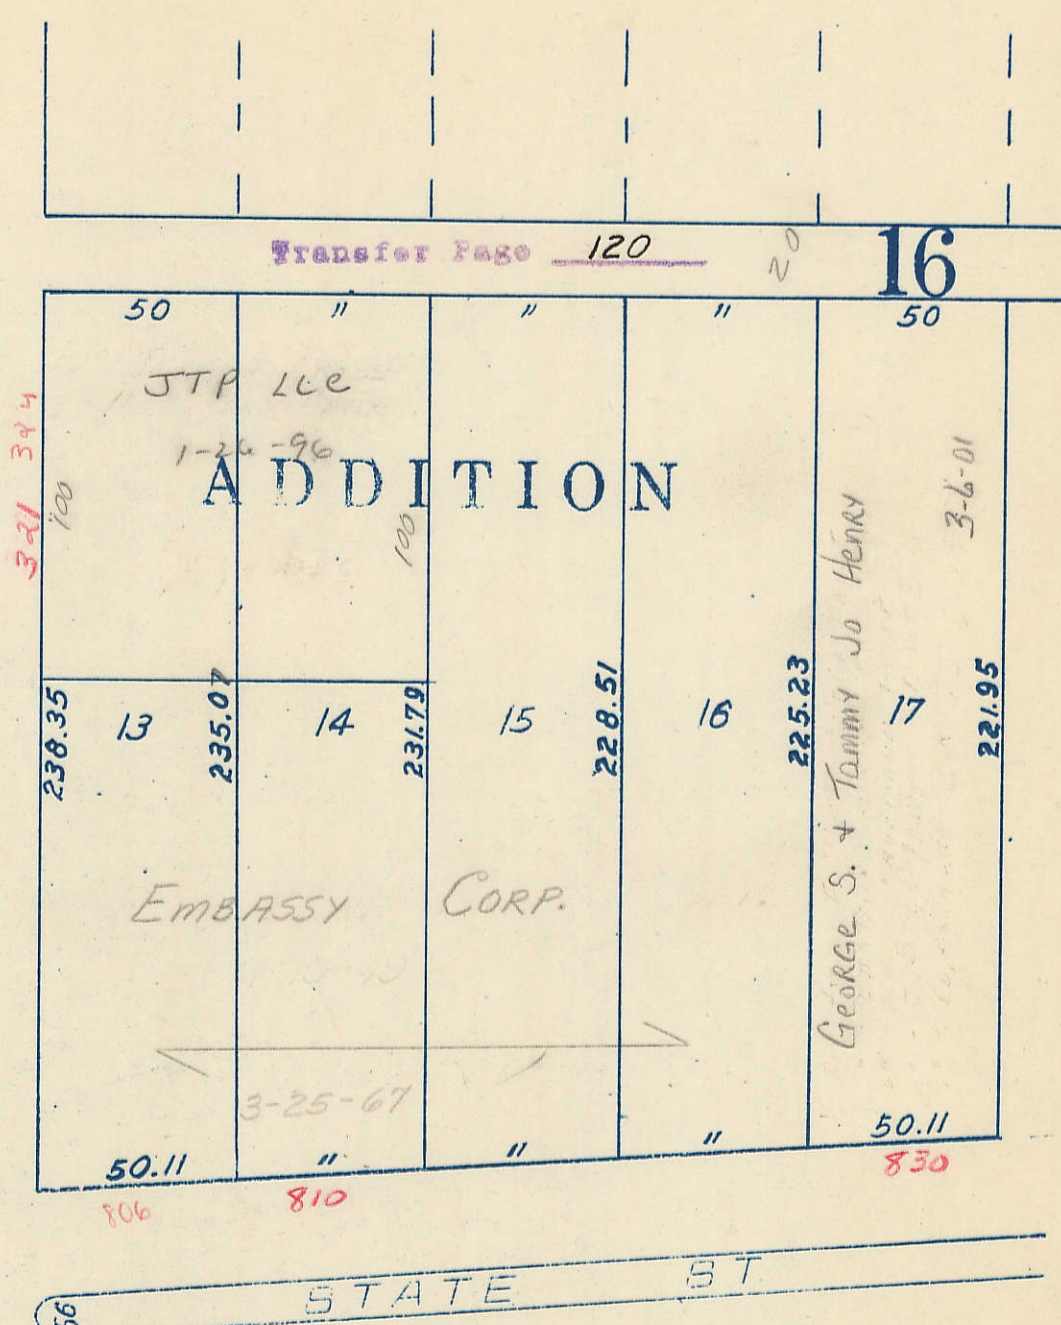 Transfer Page 120
20
16
50 " " " 50
JTP LLC
1-26-96
ADDITION
321 344
100
100
3-6-01
George S. + Tammy Jo Henry
238.35
13
235.07
14
231.79
15
228.51
16
225.23
17
221.95
EMBASSY CORP.
3-25-67
50.11 " " " 50.11
806 810 830
STATE ST